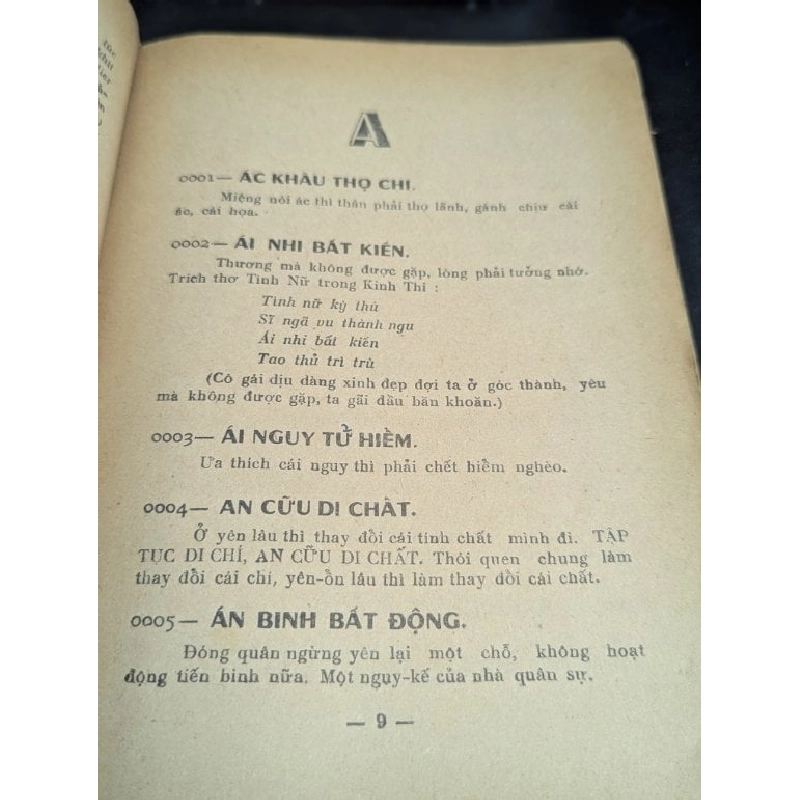 A
0001— ÁC KHẨU THỌ CHI.
Miệng nói ác thì thân phải thọ lãnh, gánh chịu cái
ác, cái họa.
0002— ÁI NHI BẤT KIẾN.
Thương mà không được gặp, lòng phải tưởng nhớ.
Trích thơ Tình Nữ trong Kinh Thi :
Tình nữ kỳ thủ
Sĩ ngã vu thành ngu
Ái nhi bất kiến
Tao thủ trì trù
(Cô gái dịu dàng xinh đẹp đợi ta ở góc thành, yêu
mà không được gặp, ta gãi đầu băn khoăn.)
0003— ÁI NGUY TỬ HIỂM.
Ưa thích cái nguy thì phải chết hiểm nghèo.
0004— AN CỮU DỊ CHẤT.
Ở yên lâu thì thay đổi cái tính chất mình đi. TẬP
TỤC DI CHÍ, AN CỮU DI CHẤT. Thói quen chung làm
thay đổi cái chí, yên-ổn lâu thì làm thay đổi cái chất.
0005— ÁN BINH BẤT ĐỘNG.
Đóng quân ngừng yên lại một chỗ, không hoạt
động tiến binh nữa. Một ngụy-kế của nhà quân sự.
— 9 —